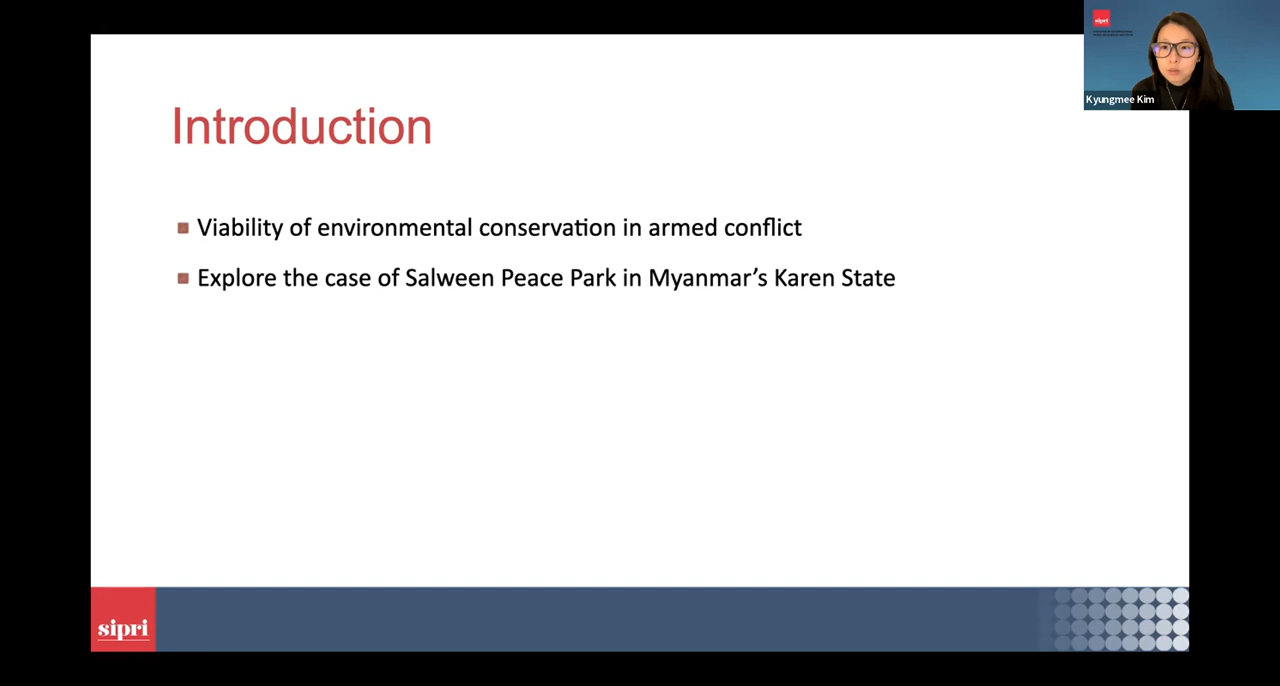 sipri
Kyungmee Kim
Introduction
Viability of environmental conservation in armed conflict
Explore the case of Salween Peace Park in Myanmar’s Karen State
sipri